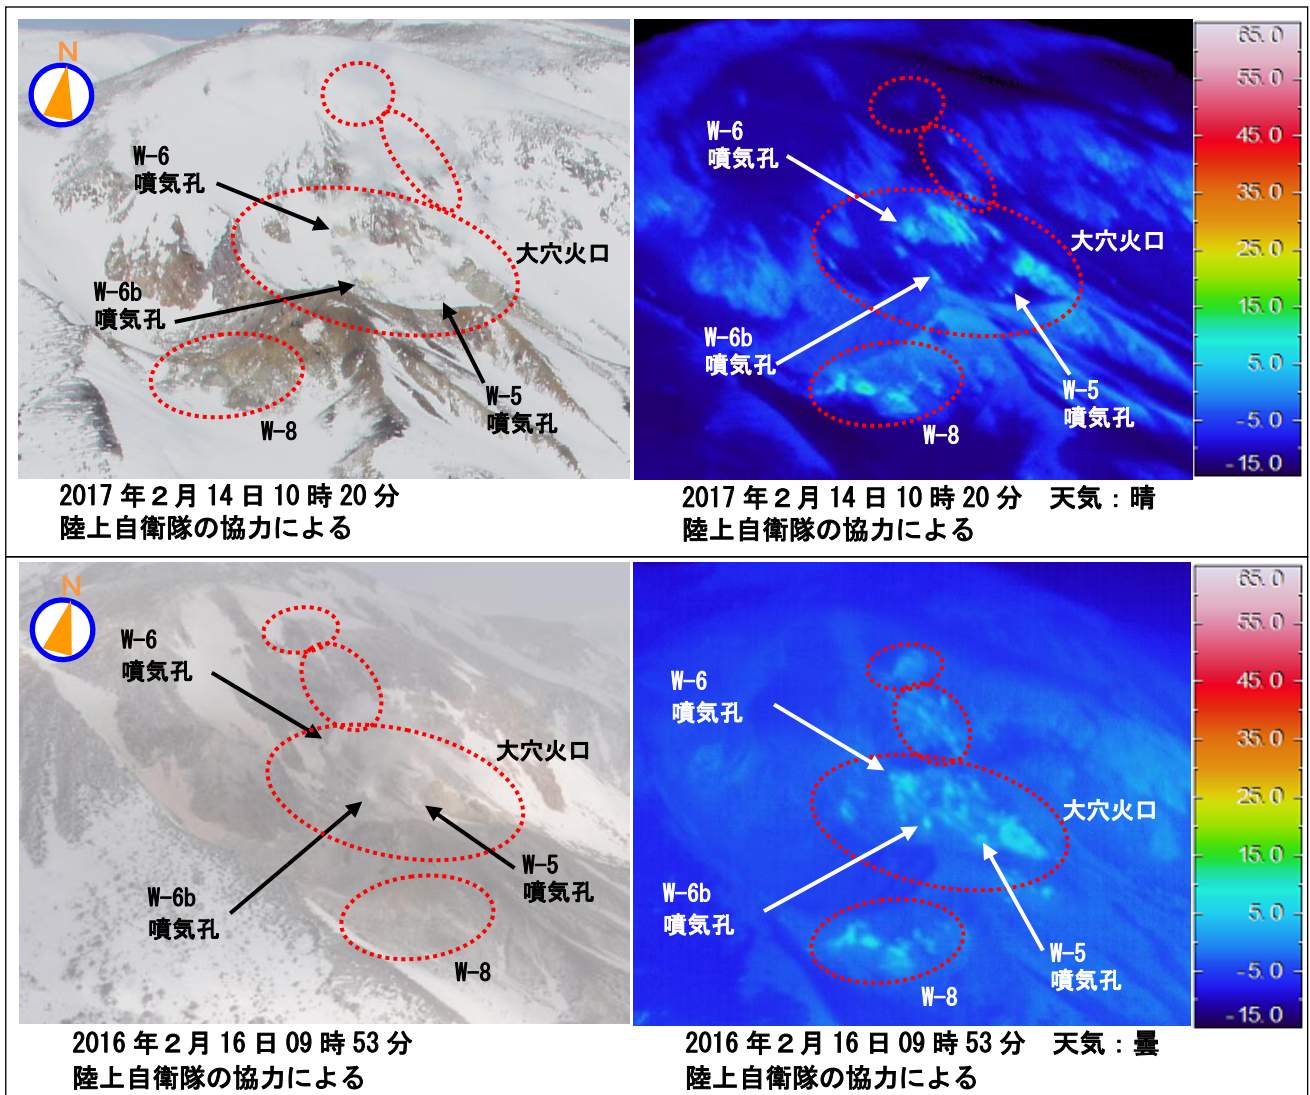 N
W-6
噴気孔
大穴火口
W-6b
噴気孔
W-5
噴気孔
W-8
W-6
噴気孔
大穴火口
W-6b
噴気孔
W-5
噴気孔
W-8
65.0
55.0
45.0
35.0
25.0
15.0
5.0
-5.0
-15.0
2017年2月14日10時20分
陸上自衛隊の協力による
2017年2月14日10時20分 天気：晴
陸上自衛隊の協力による
N
W-6
噴気孔
大穴火口
W-5
噴気孔
W-6b
噴気孔
W-8
W-6
噴気孔
大穴火口
W-6b
噴気孔
W-5
噴気孔
W-8
65.0
55.0
45.0
35.0
25.0
15.0
5.0
-5.0
-15.0
2016年2月16日09時53分
陸上自衛隊の協力による
2016年2月16日09時53分 天気：曇
陸上自衛隊の協力による